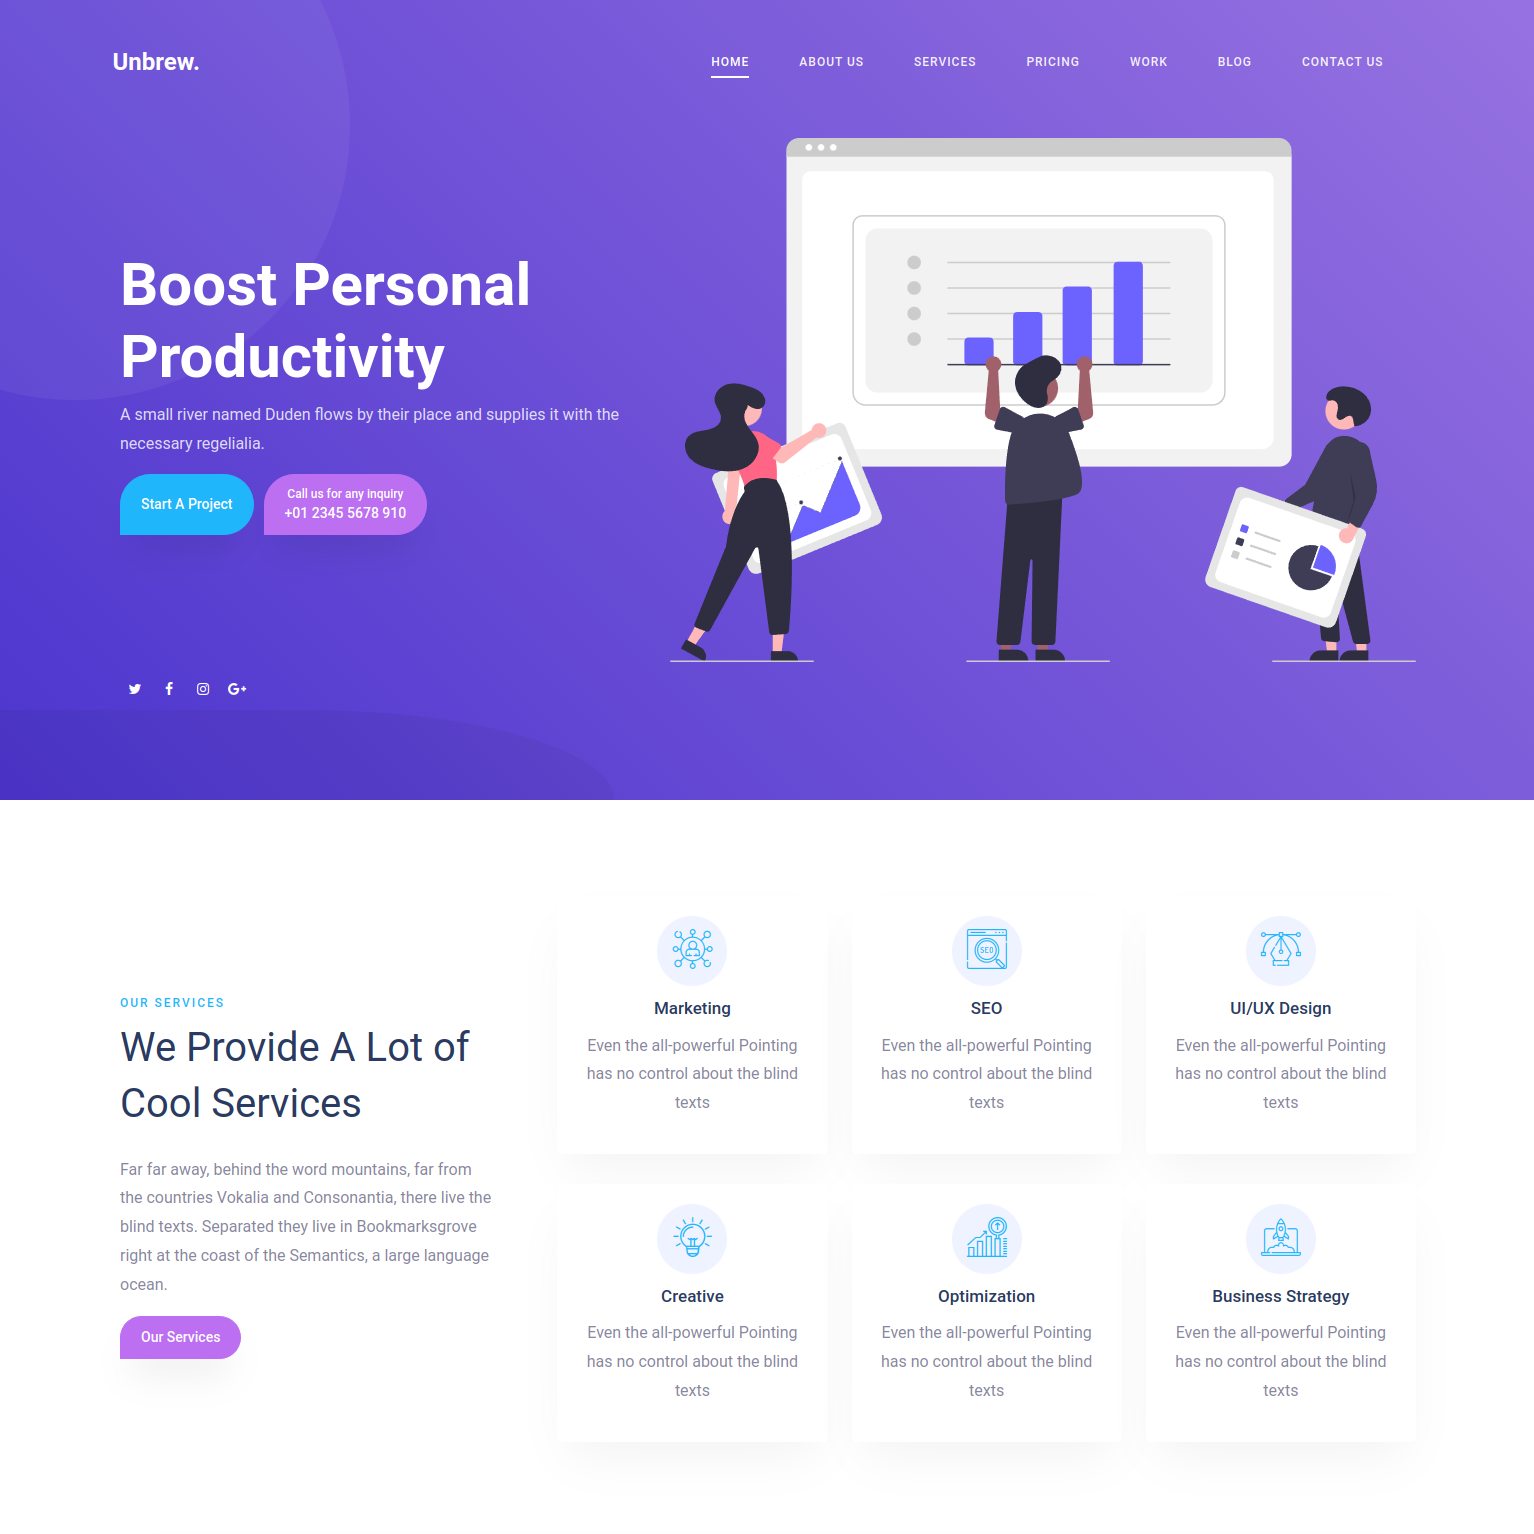 Unbrew.
HOME ABOUT US SERVICES PRICING WORK BLOG CONTACT US
Boost Personal
Productivity
A small river named Duden flows by their place and supplies it with the
necessary regelialia.
Start A Project
Call us for any inquiry
+01 2345 5678 910
OUR SERVICES
We Provide A Lot of
Cool Services
Far far away, behind the word mountains, far from
the countries Vokalia and Consonantia, there live the
blind texts. Separated they live in Bookmarksgrove
right at the coast of the Semantics, a large language
ocean.
Our Services
Marketing
Even the all-powerful Pointing
has no control about the blind
texts
SEO
SEO
Even the all-powerful Pointing
has no control about the blind
texts
UI/UX Design
Even the all-powerful Pointing
has no control about the blind
texts
Creative
Even the all-powerful Pointing
has no control about the blind
texts
Optimization
Even the all-powerful Pointing
has no control about the blind
texts
Business Strategy
Even the all-powerful Pointing
has no control about the blind
texts